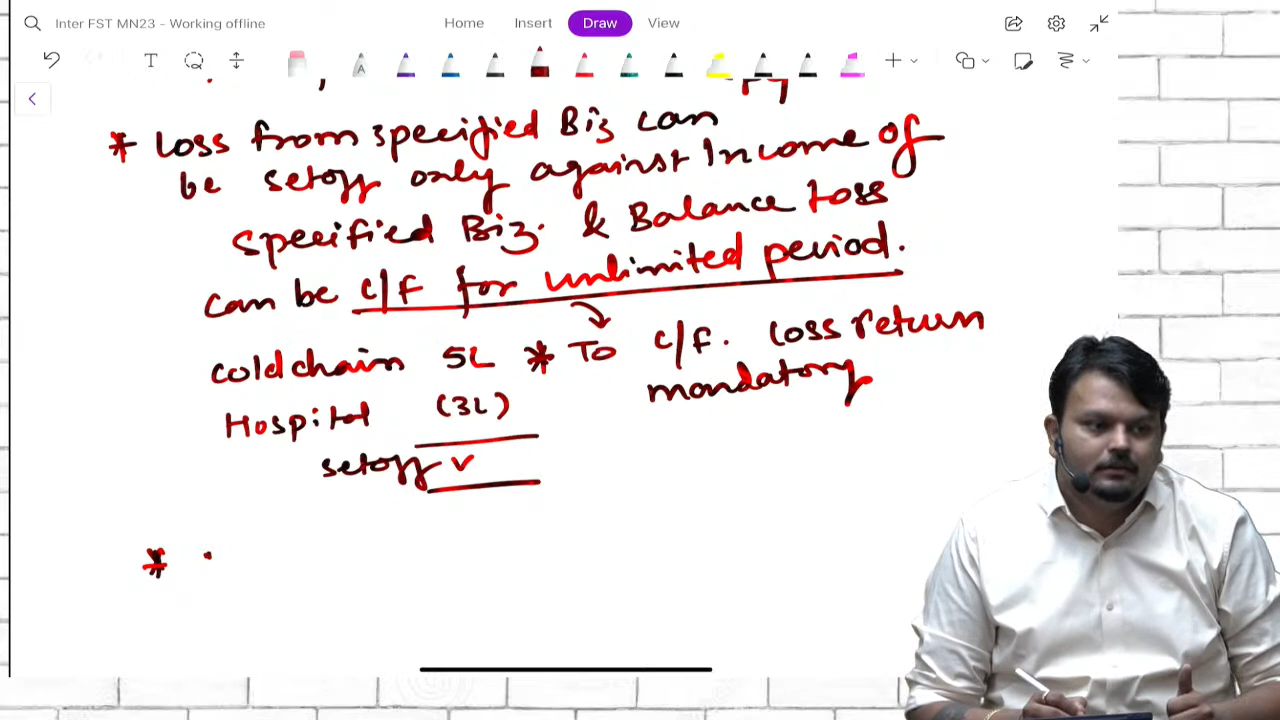 Inter FST MN23 - Working offline
Home Insert Draw View
* Loss from specified Biz can
be setoff only against Income of
specified Biz. & Balance Loss
can be c/f for unlimited period.
coldchain 5L * To c/f. loss return
mandatory
Hospital (3L)
setoff ✓
*